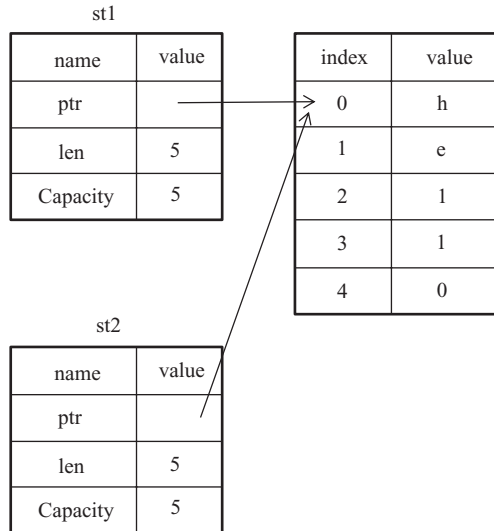 st1
name value
ptr
len 5
Capacity 5
index value
0 h
1 e
2 1
3 1
4 0
st2
name value
ptr
len 5
Capacity 5